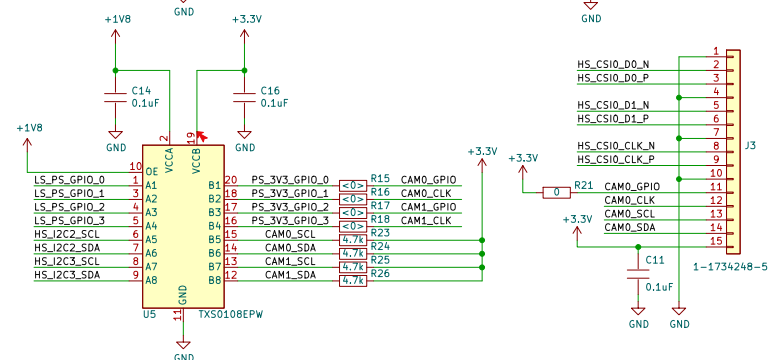 GND
GND
+1V8
+3.3V
C14
0.1uF
C16
0.1uF
GND
GND
+1V8
2
19
VCCA
VCCB
10
OE
LS_PS_GPIO_0
1
A1
B1
20
PS_3V3_GPIO_0
<0>
R15
CAM0_GPIO
LS_PS_GPIO_1
3
A2
B2
18
PS_3V3_GPIO_1
<0>
R16
CAM0_CLK
LS_PS_GPIO_2
4
A3
B3
17
PS_3V3_GPIO_2
<0>
R17
CAM1_GPIO
LS_PS_GPIO_3
5
A4
B4
16
PS_3V3_GPIO_3
<0>
R18
CAM1_CLK
HS_I2C2_SCL
6
A5
B5
15
CAM0_SCL
4.7k
R23
HS_I2C2_SDA
7
A6
B6
14
CAM0_SDA
4.7k
R24
HS_I2C3_SCL
8
A7
B7
13
CAM1_SCL
4.7k
R25
HS_I2C3_SDA
9
A8
B8
12
CAM1_SDA
4.7k
R26
GND
11
U5
TXS0108EPW
GND
+3.3V
+3.3V
0
R21
+3.3V
1
HS_CSI0_D0_N
2
HS_CSI0_D0_P
3
4
HS_CSI0_D1_N
5
HS_CSI0_D1_P
6
7
HS_CSI0_CLK_N
8
HS_CSI0_CLK_P
9
10
CAM0_GPIO
11
CAM0_CLK
12
CAM0_SCL
13
CAM0_SDA
14
15
J3
1-1734248-5
C11
0.1uF
GND
GND